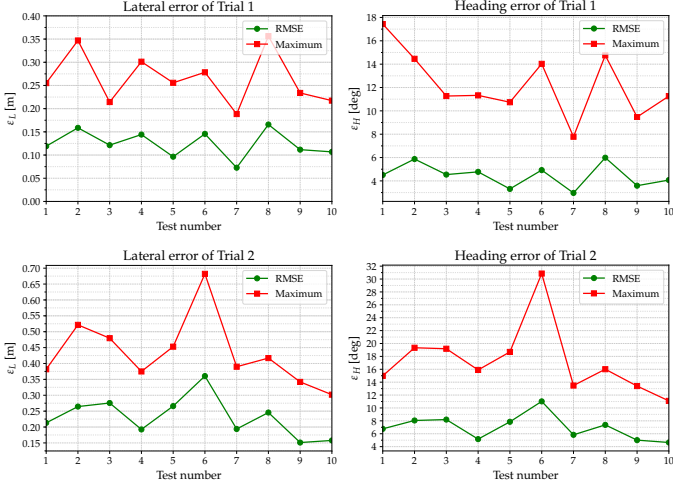 Lateral error of Trial 1
ε_L [m]
0.40
0.35
0.30
0.25
0.20
0.15
0.10
0.05
0.00
RMSE
Maximum
1 2 3 4 5 6 7 8 9 10
Test number
Heading error of Trial 1
ε_H [deg]
18
16
14
12
10
8
6
4
RMSE
Maximum
1 2 3 4 5 6 7 8 9 10
Test number
Lateral error of Trial 2
ε_L [m]
0.70
0.65
0.60
0.55
0.50
0.45
0.40
0.35
0.30
0.25
0.20
0.15
RMSE
Maximum
1 2 3 4 5 6 7 8 9 10
Test number
Heading error of Trial 2
ε_H [deg]
32
30
28
26
24
22
20
18
16
14
12
10
8
6
4
RMSE
Maximum
1 2 3 4 5 6 7 8 9 10
Test number